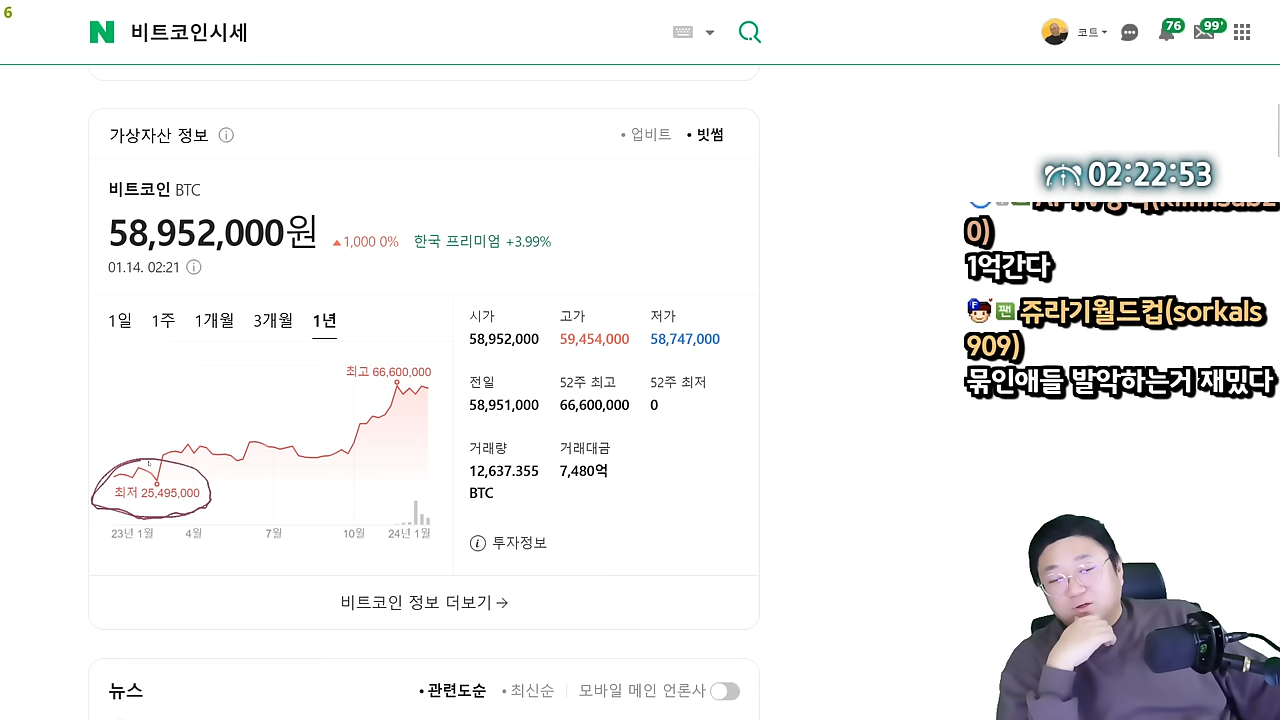 6
N 비트코인시세
코트
76
99'
가상자산 정보
• 업비트 • 빗썸
비트코인 BTC
58,952,000원 ▲1,000 0% 한국 프리미엄 +3.99%
01.14. 02:21
1일 1주 1개월 3개월 1년
최고 66,600,000
최저 25,495,000
23년 1월 4월 7월 10월 24년 1월
시가 고가 저가
58,952,000 59,454,000 58,747,000
전일 52주 최고 52주 최저
58,951,000 66,600,000 0
거래량 거래대금
12,637.355 7,480억
BTC
투자정보
비트코인 정보 더보기 →
뉴스
• 관련도순 • 최신순 모바일 메인 언론사
02:22:53
0)
1억간다
팬 쥬라기월드컵(sorkals
909)
묶인애들 발악하는거 재밌다